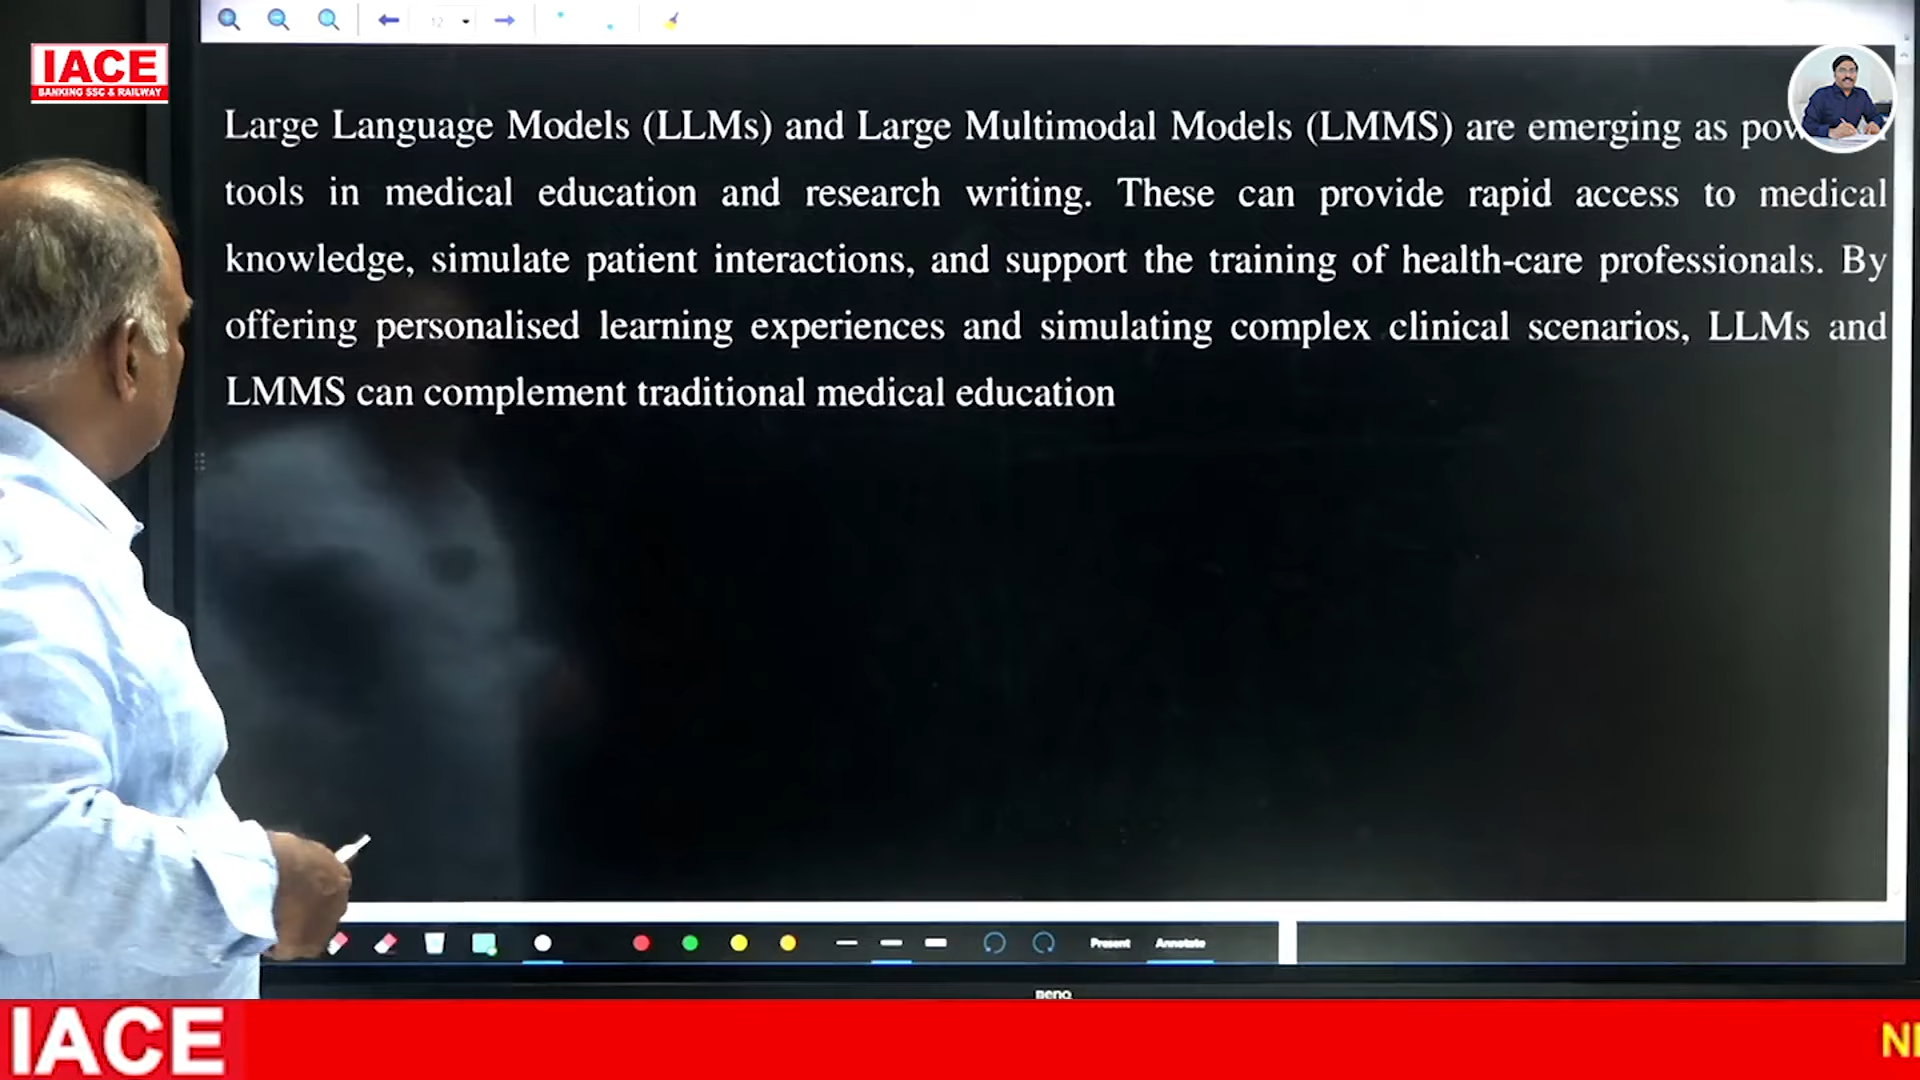 12
IACE
BANKING SSC & RAILWAY
Large Language Models (LLMs) and Large Multimodal Models (LMMS) are emerging as
tools in medical education and research writing. These can provide rapid access to medical
knowledge, simulate patient interactions, and support the training of health-care professionals. By
offering personalised learning experiences and simulating complex clinical scenarios, LLMs and
LMMS can complement traditional medical education
Present Annotate
BenQ
IACE